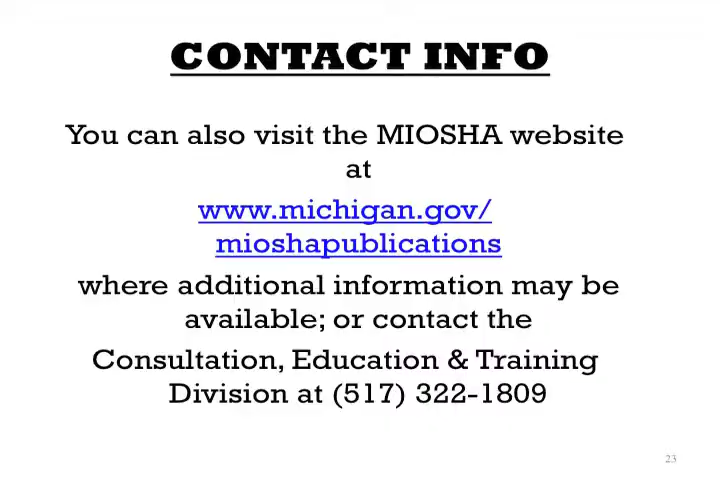 CONTACT INFO
You can also visit the MIOSHA website
at
www.michigan.gov/
mioshapublications
where additional information may be
available; or contact the
Consultation, Education & Training
Division at (517) 322-1809
23